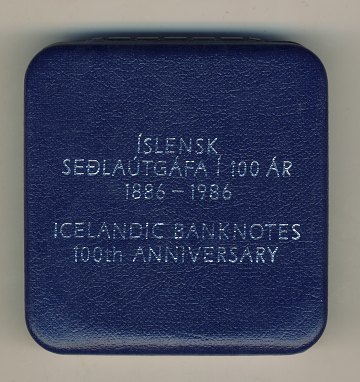 ÍSLENSK
SEÐLAÚTGÁFA Í 100 ÁR
1886 – 1986
ICELANDIC BANKNOTES
100th ANNIVERSARY